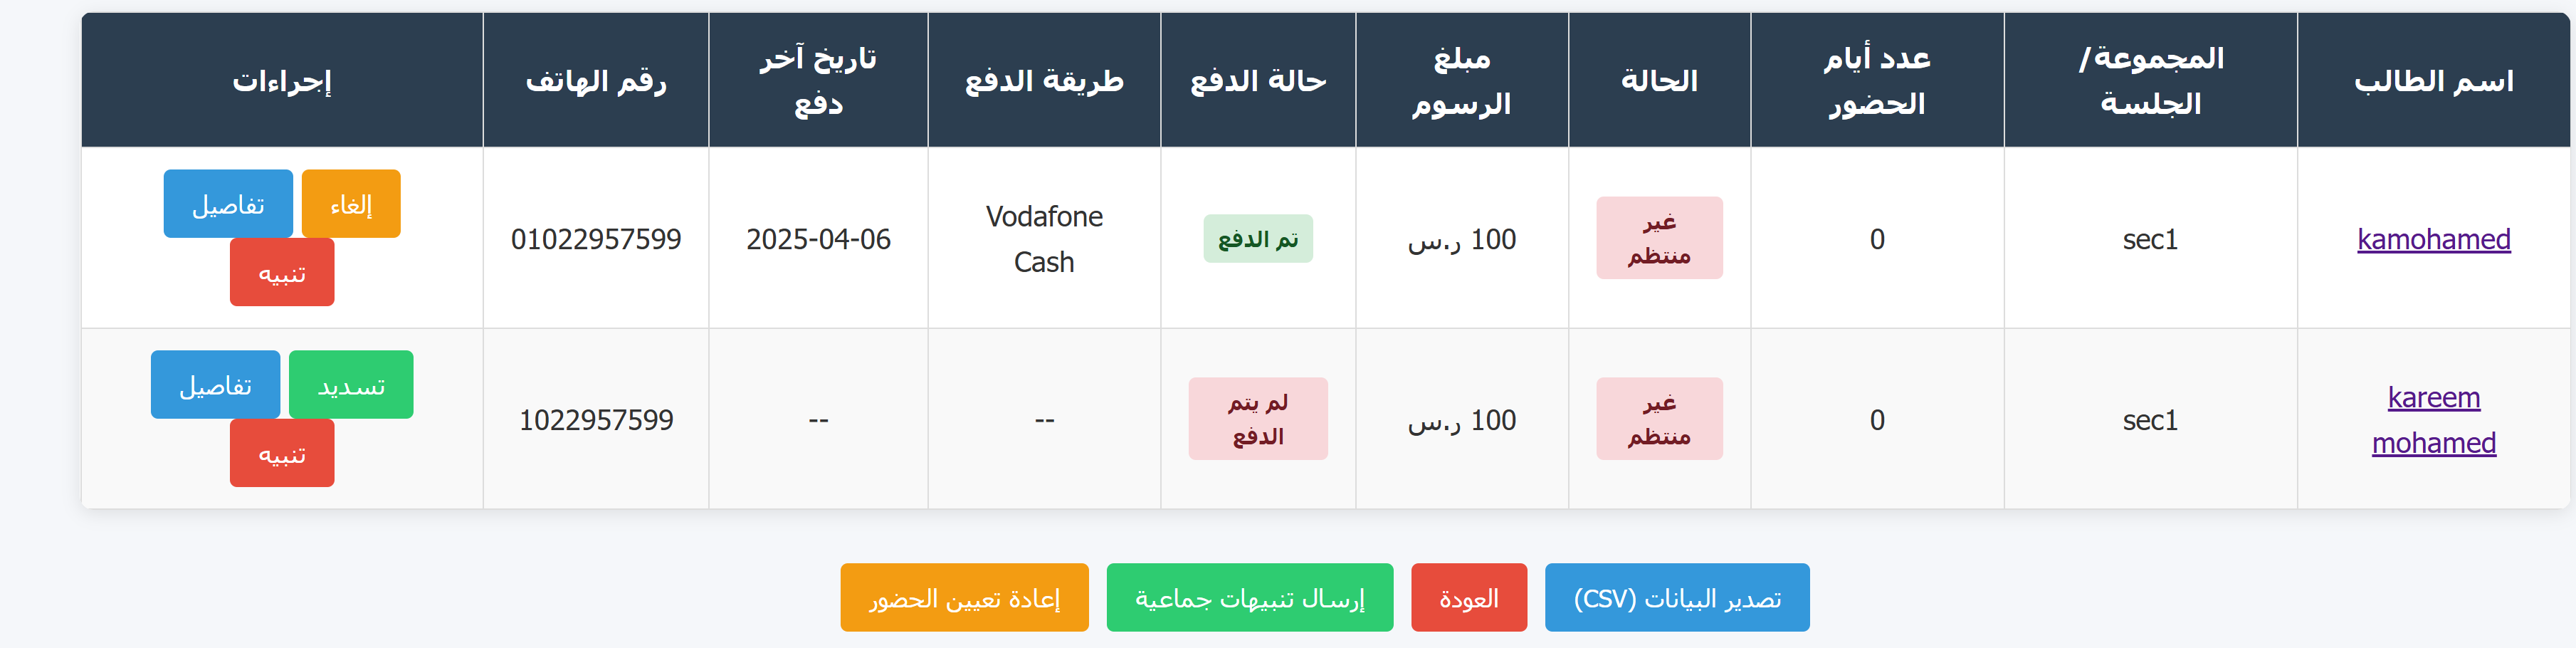 اسم الطالب
المجموعة/
الجلسة
عدد أيام
الحضور
الحالة
مبلغ
الرسوم
حالة الدفع
طريقة الدفع
تاريخ آخر
دفع
رقم الهاتف
إجراءات
kamohamed
sec1
0
غير
منتظم
100 ر.س
تم الدفع
Vodafone
Cash
2025-04-06
01022957599
إلغاء
تفاصيل
تنبيه
kareem
mohamed
sec1
0
غير
منتظم
100 ر.س
لم يتم
الدفع
--
--
1022957599
تسديد
تفاصيل
تنبيه
تصدير البيانات (CSV)
العودة
إرسال تنبيهات جماعية
إعادة تعيين الحضور